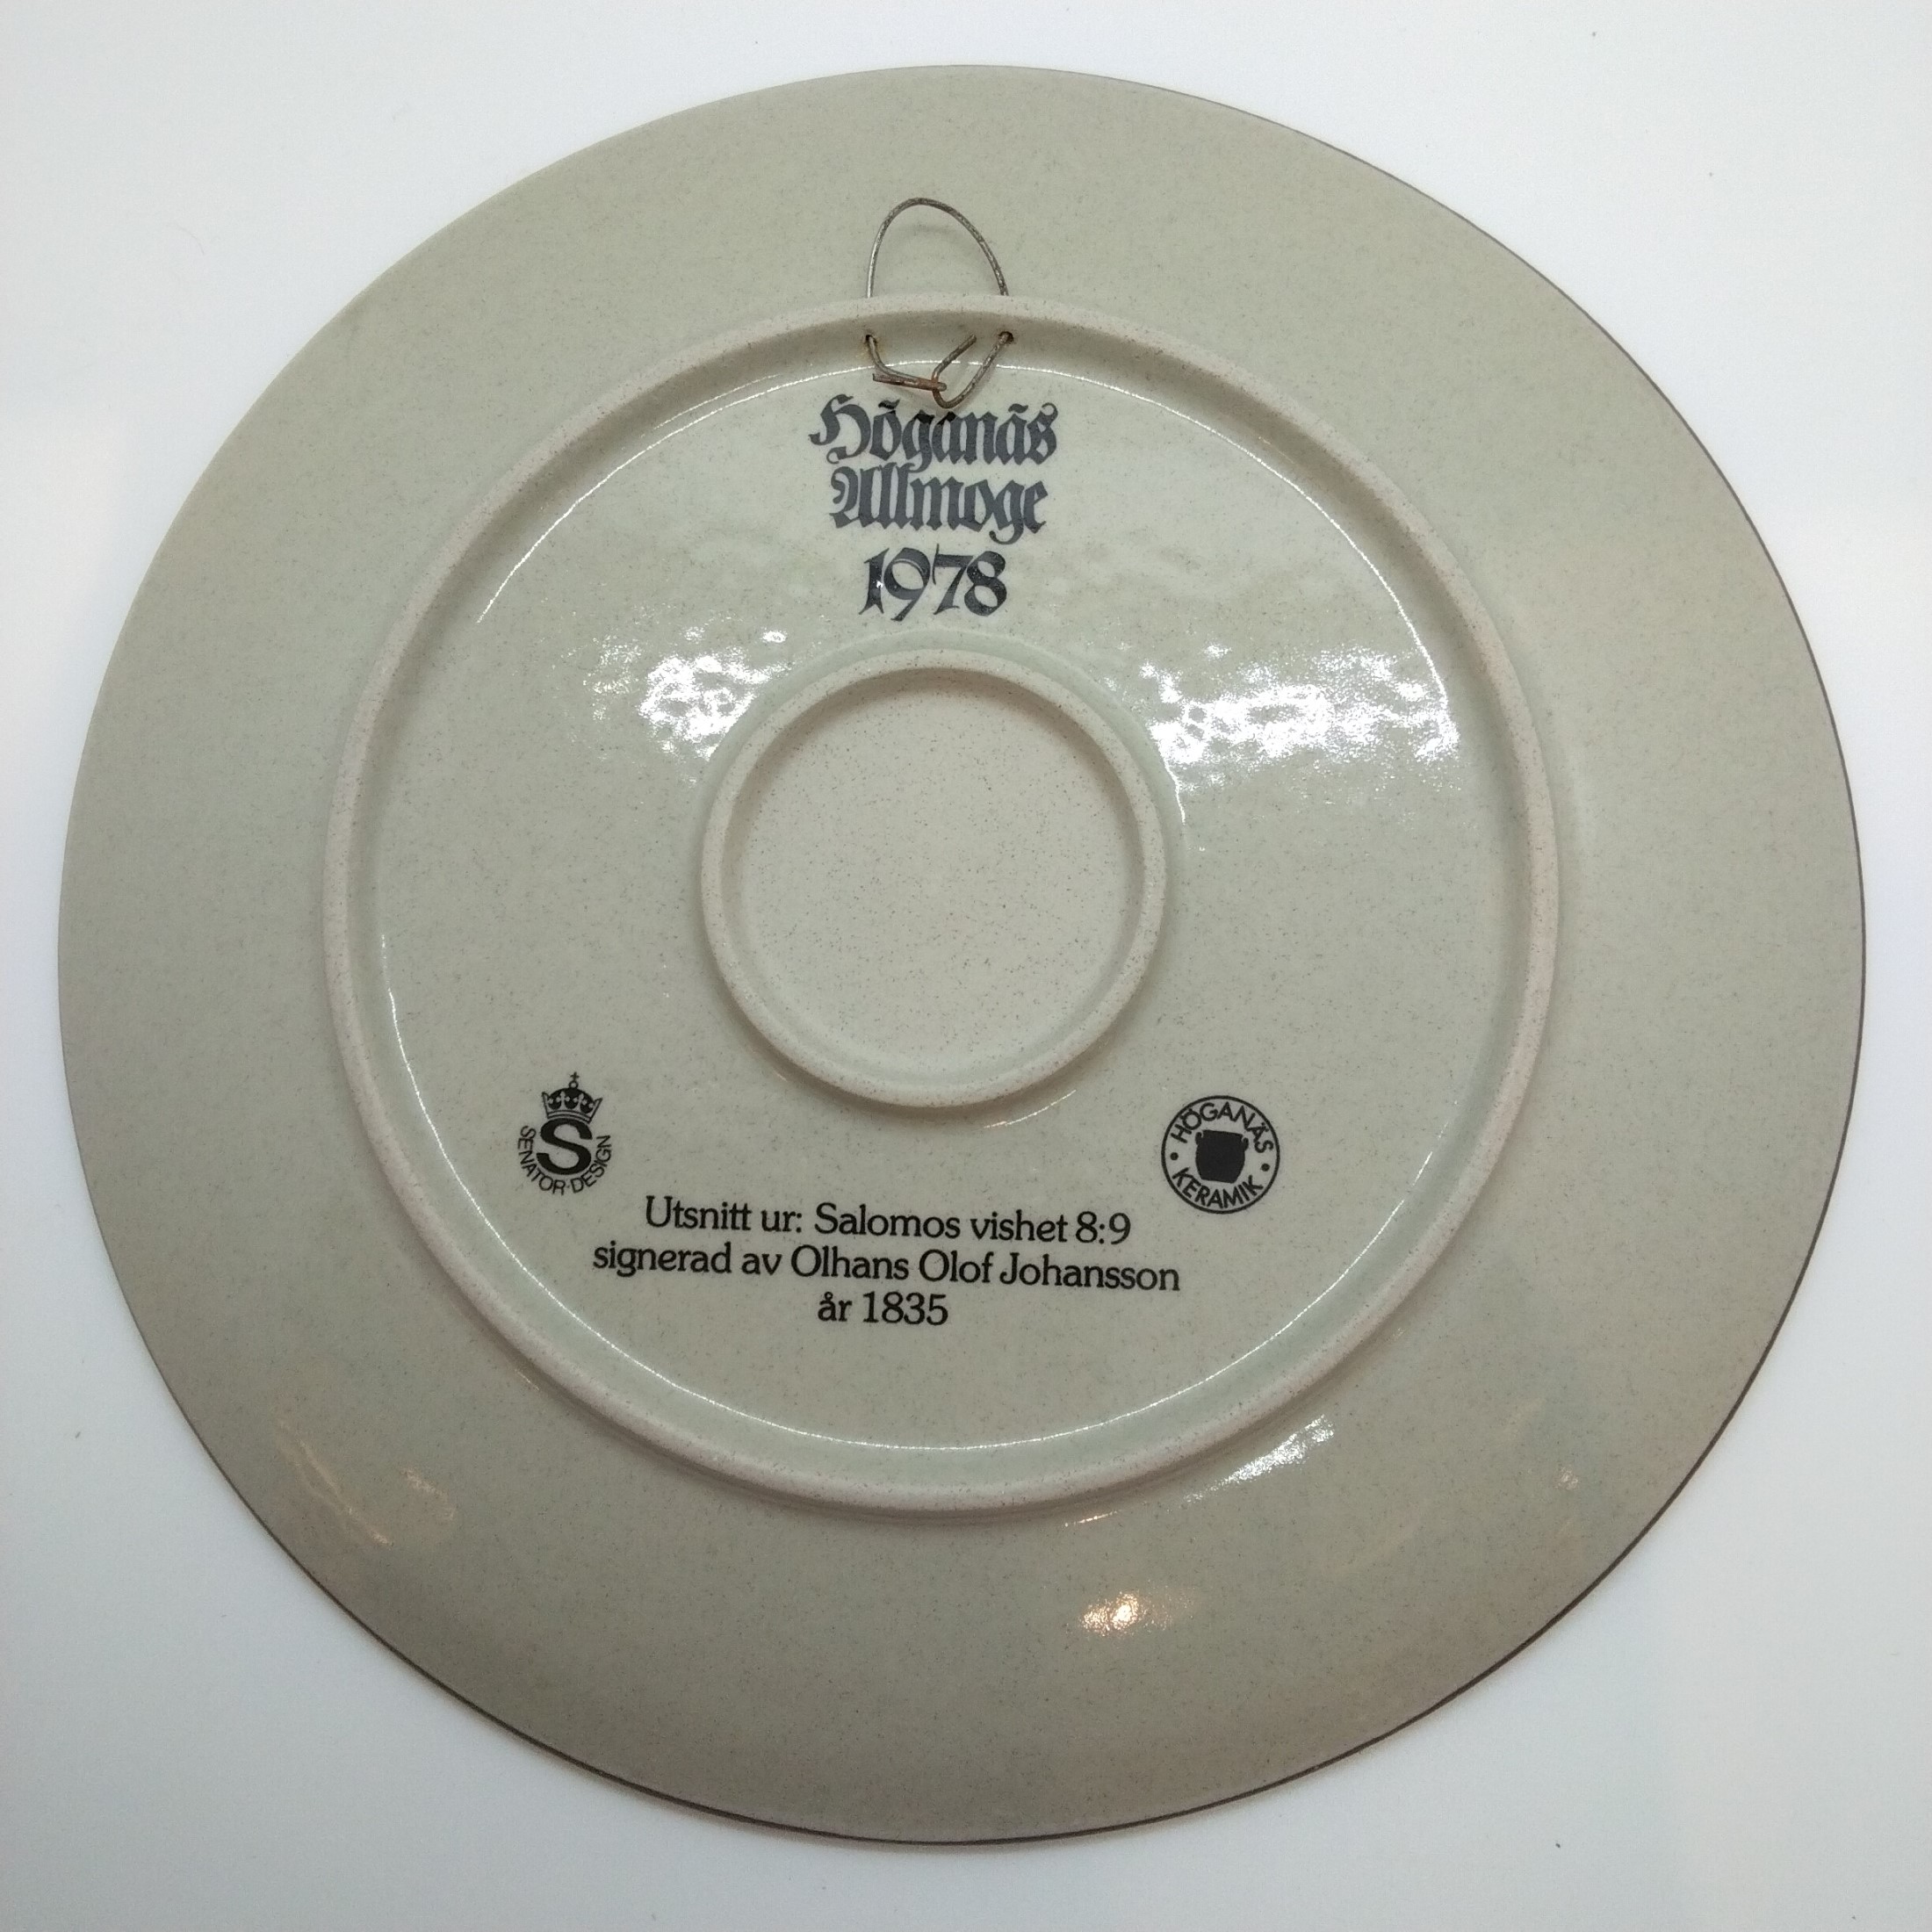 Höganäs
Allmoge
1978
S
SENATOR·DESIGN
HÖGANÄS
KERAMIK
Utsnitt ur: Salomos vishet 8:9
signerad av Olhans Olof Johansson
år 1835